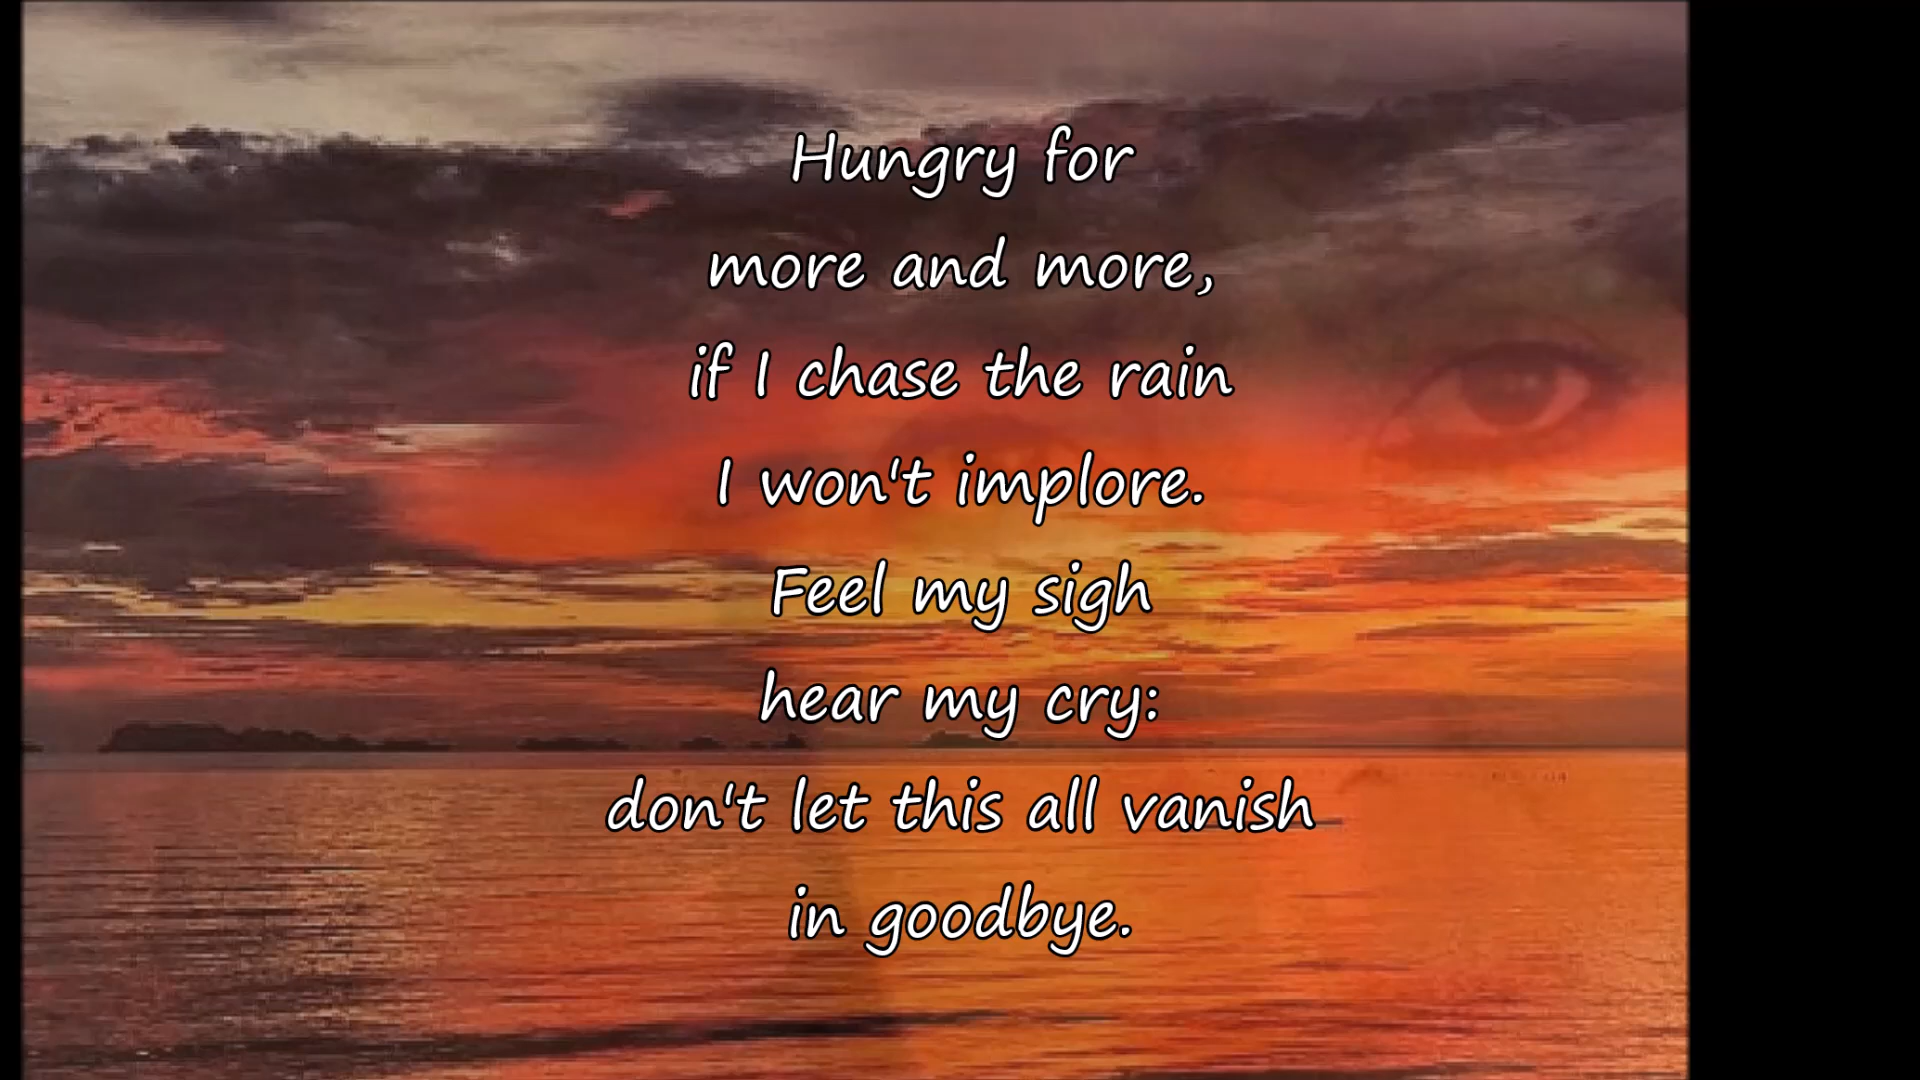 Hungry for
more and more,
if I chase the rain
I won't implore.
Feel my sigh
hear my cry:
don't let this all vanish
in goodbye.